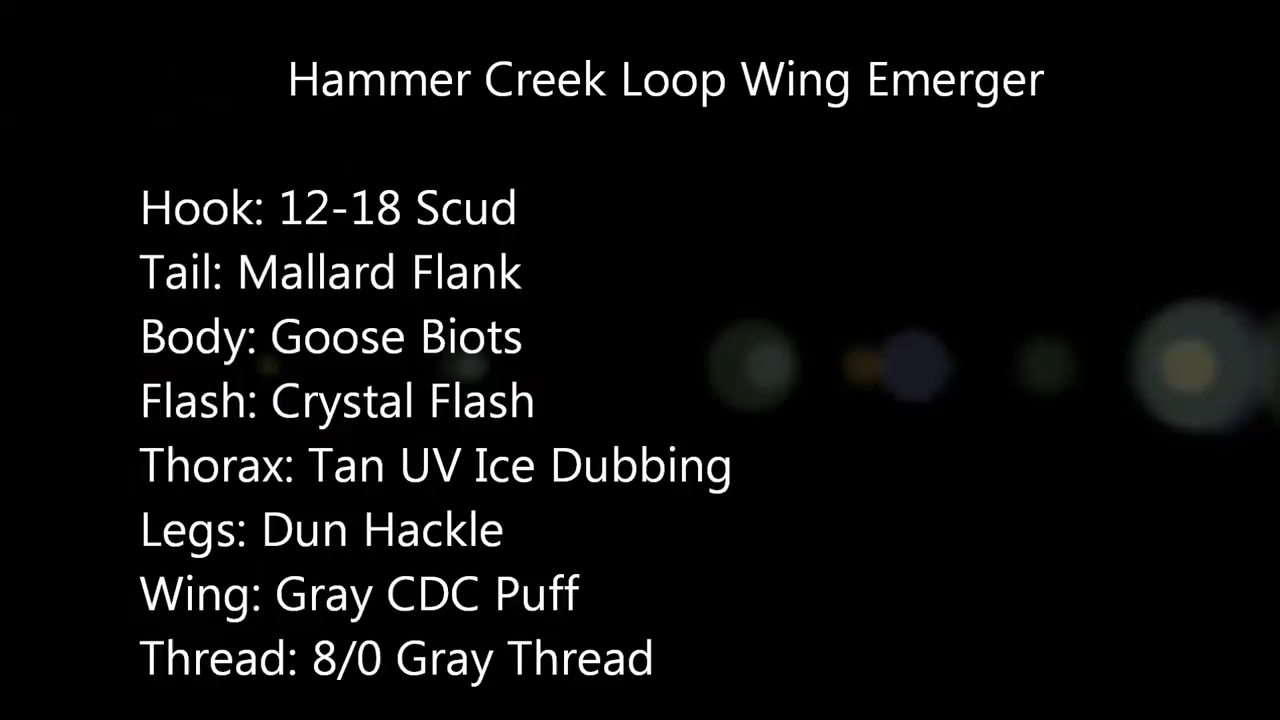 Hammer Creek Loop Wing Emerger
Hook: 12-18 Scud
Tail: Mallard Flank
Body: Goose Biots
Flash: Crystal Flash
Thorax: Tan UV Ice Dubbing
Legs: Dun Hackle
Wing: Gray CDC Puff
Thread: 8/0 Gray Thread